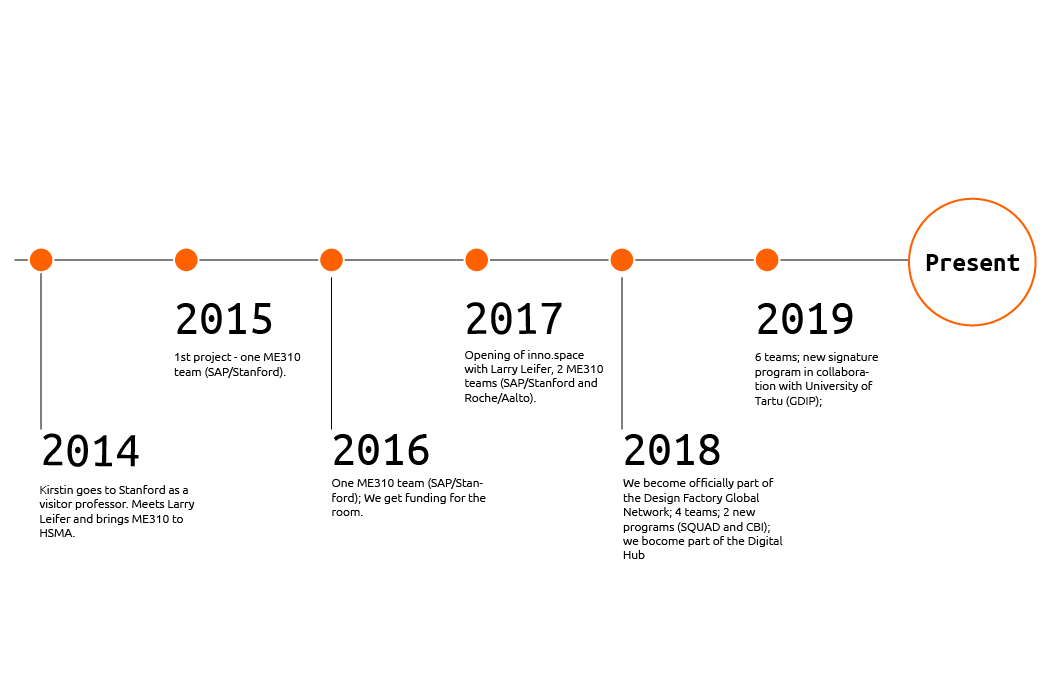 Present
2014
Kirstin goes to Stanford as a
visitor professor. Meets Larry
Leifer and brings ME310 to
HSMA.
2015
1st project - one ME310
team (SAP/Stanford).
2016
One ME310 team (SAP/Stan-
ford); We get funding for the
room.
2017
Opening of inno.space
with Larry Leifer, 2 ME310
teams (SAP/Stanford and
Roche/Aalto).
2018
We become officially part of
the Design Factory Global
Network; 4 teams; 2 new
programs (SQUAD and CBI);
we bocome part of the Digital
Hub
2019
6 teams; new signature
program in collabora-
tion with University of
Tartu (GDIP);